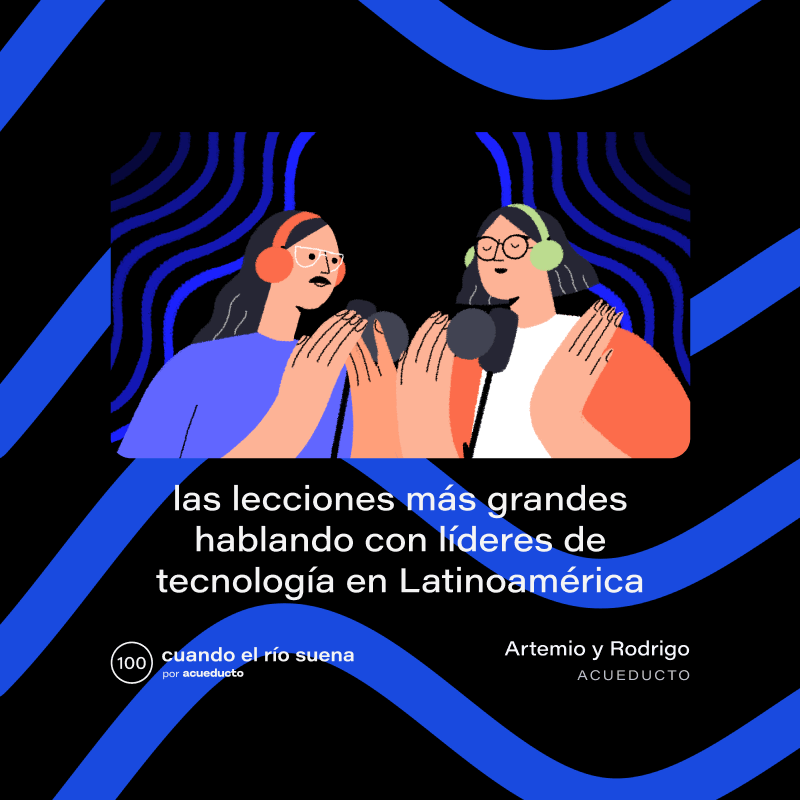 las lecciones más grandes
hablando con líderes de
tecnología en Latinoamérica
100
cuando el río suena
por acueducto
Artemio y Rodrigo
ACUEDUCTO